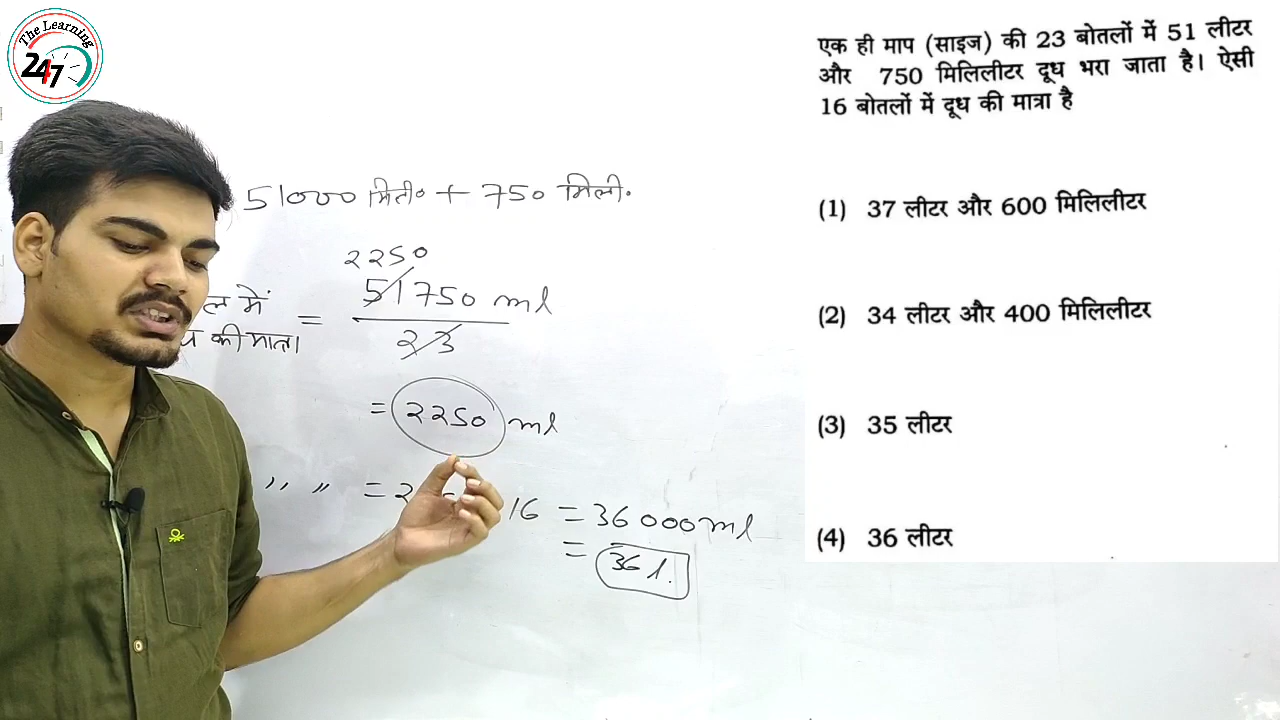 The Learning
24*7
एक ही माप (साइज) की 23 बोतलों में 51 लीटर
और 750 मिलिलीटर दूध भरा जाता है। ऐसी
16 बोतलों में दूध की मात्रा है
(1) 37 लीटर और 600 मिलिलीटर
(2) 34 लीटर और 400 मिलिलीटर
(3) 35 लीटर
(4) 36 लीटर
51000 मिली० + 750 मिली.
2250
ल में = 51750 ml
की मात्रा 23
= 2250 ml
,, ,, = 16 = 36000 ml
= 36 l.